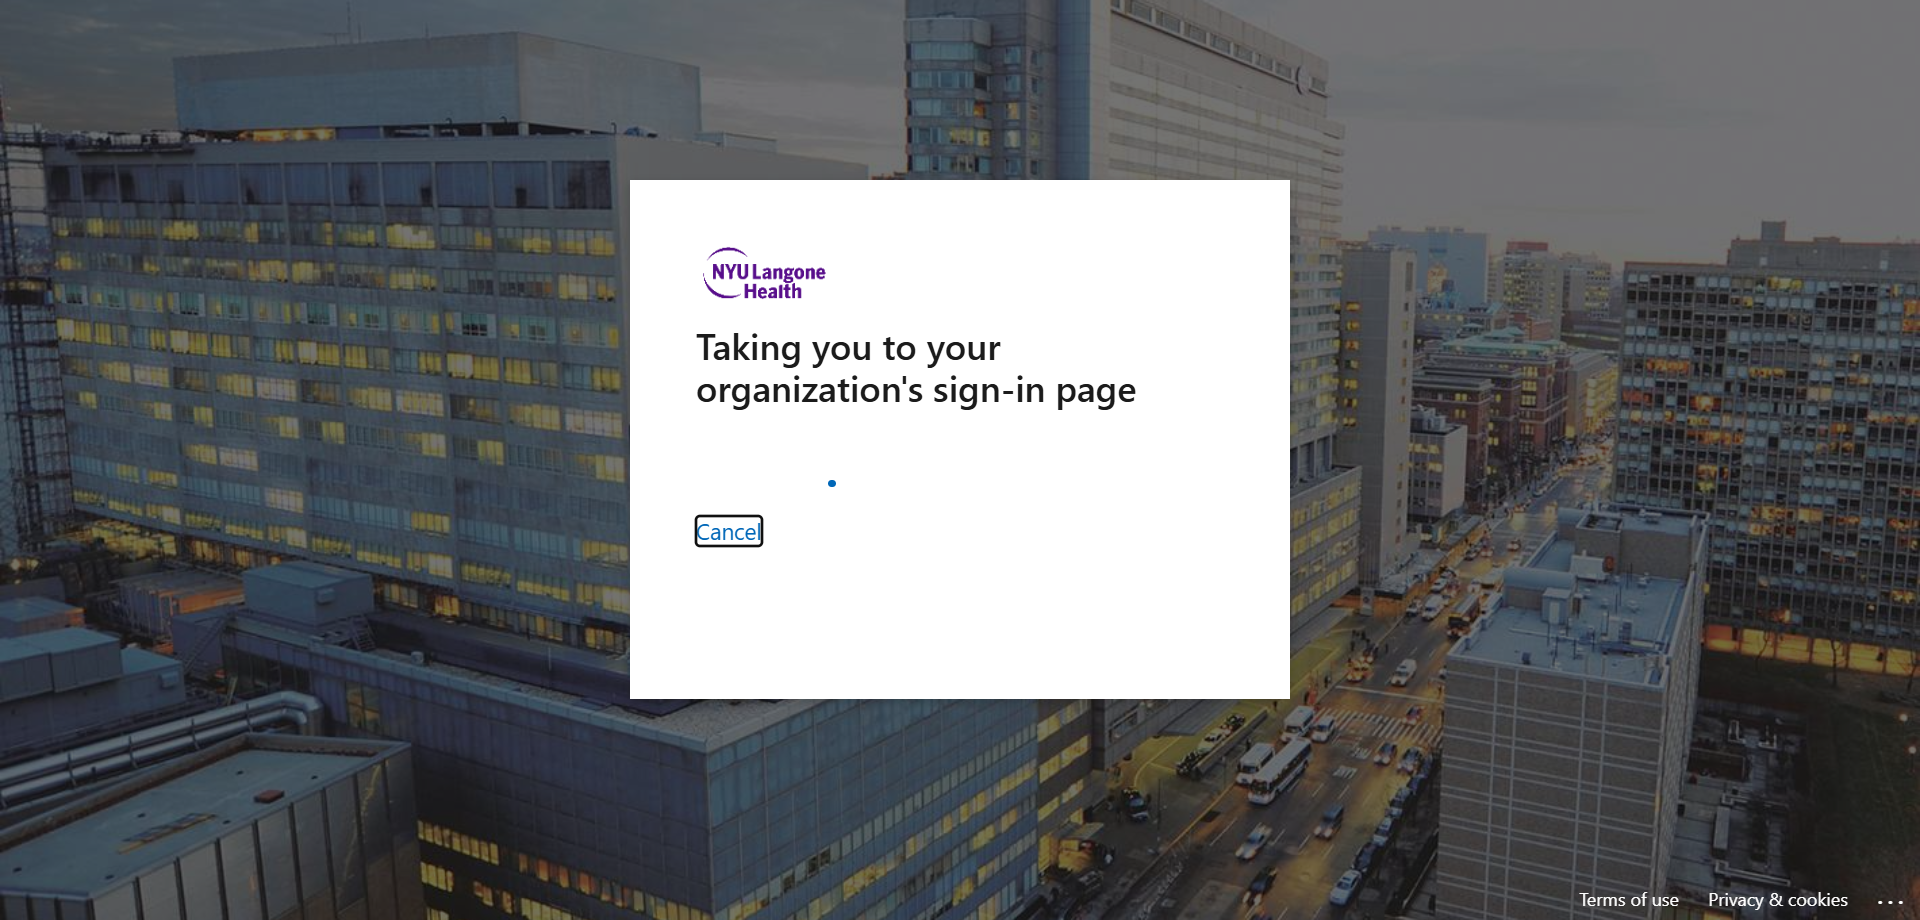 NYU Langone
Health
Taking you to your
organization's sign-in page
Cancel
Terms of use
Privacy & cookies
...